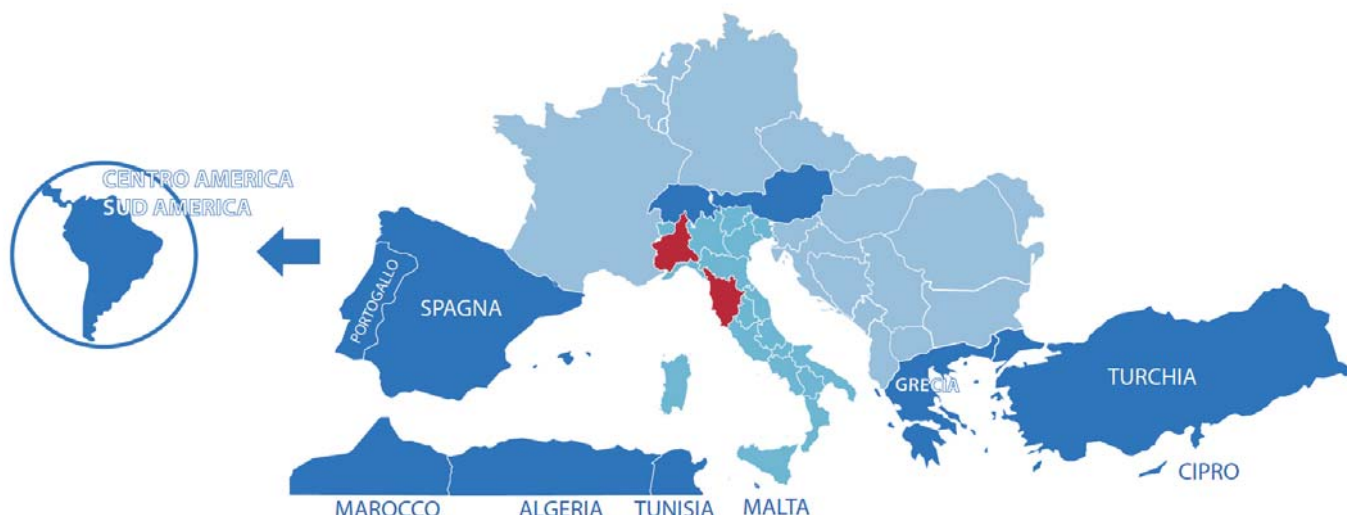 CENTRO AMERICA
SUD AMERICA
PORTOGALLO
SPAGNA
GRECIA
TURCHIA
CIPRO
MAROCCO
ALGERIA
TUNISIA
MALTA